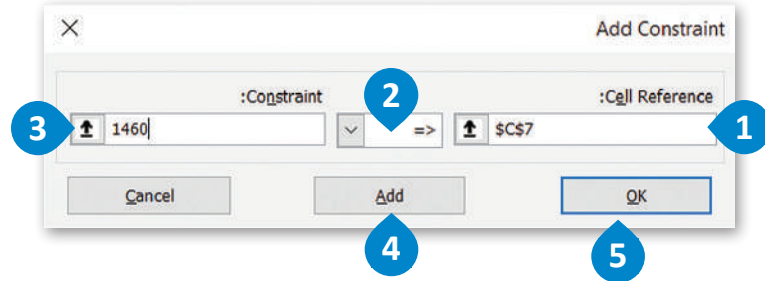 Add Constraint
:Cell Reference
:Constraint
2
1
$C$7
=>
1460
3
OK
Add
Cancel
4
5